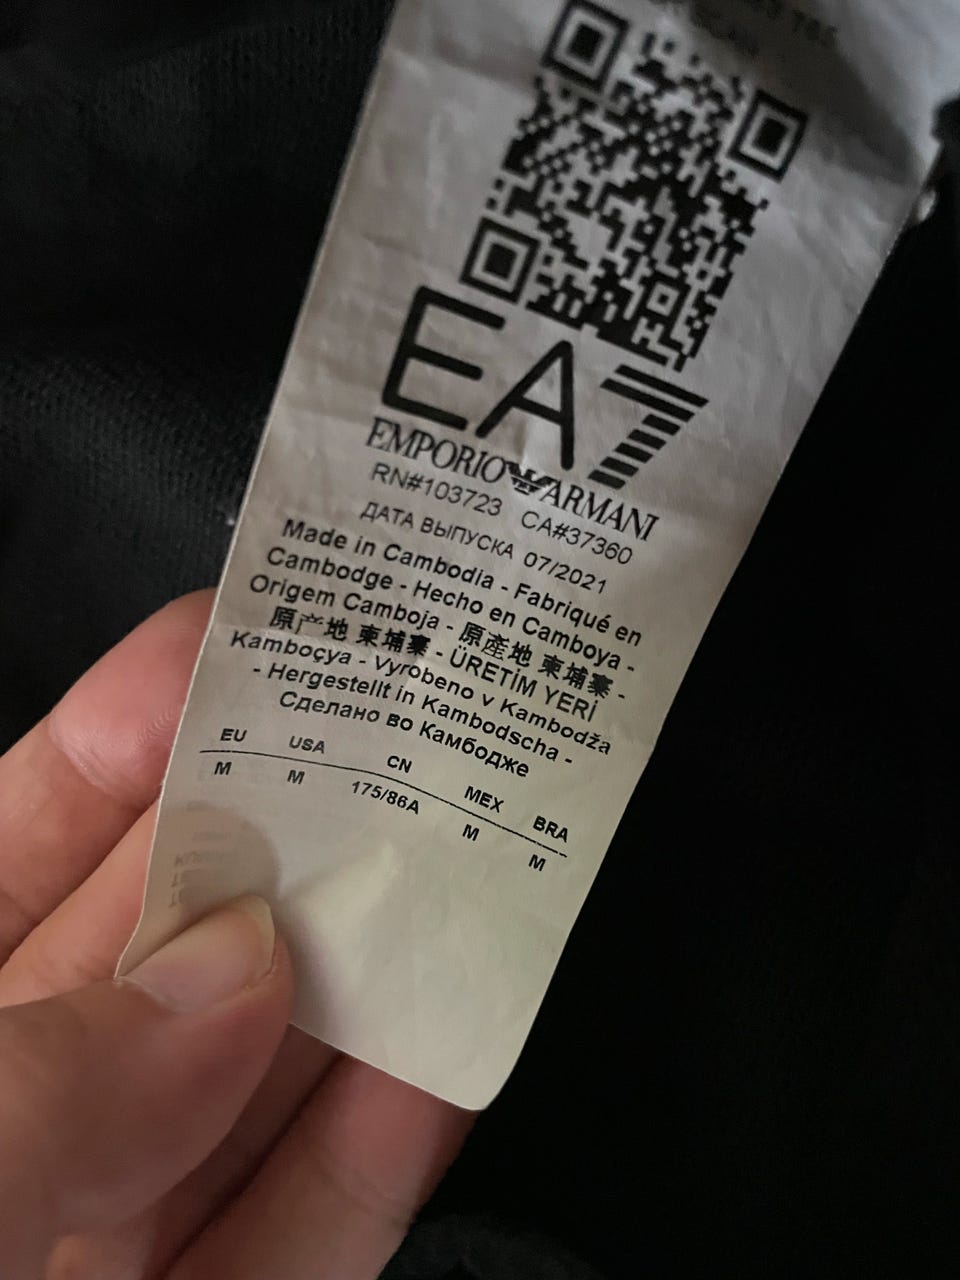 EA7
EMPORIO ARMANI
RN#103723 CA#37360
ДАТА ВЫПУСКА 07/2021
Made in Cambodia - Fabriqué en
Cambodge - Hecho en Camboya -
Origem Camboja - 原産地 柬埔寨 -
原产地 柬埔寨 - ÜRETİM YERİ
Kamboçya - Vyrobeno v Kambodža
- Hergestellt in Kambodscha -
Сделано во Камбодже
EU USA CN MEX BRA
M M 175/86A M M